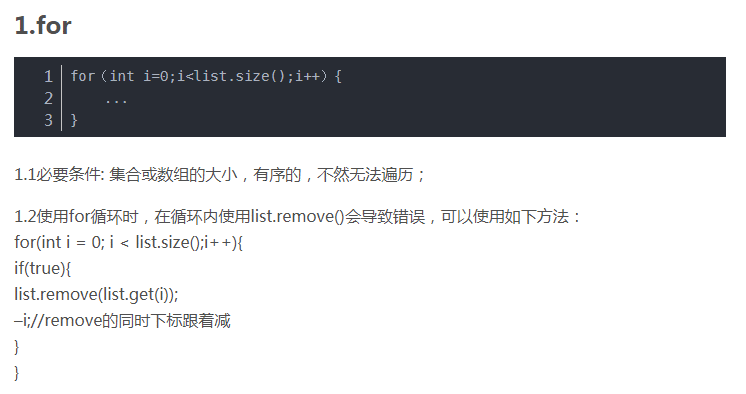 1.for
1 for（int i=0;i<list.size();i++）{
2     ...
3 }
1.1必要条件: 集合或数组的大小，有序的，不然无法遍历；
1.2使用for循环时，在循环内使用list.remove()会导致错误，可以使用如下方法：
for(int i = 0; i < list.size();i++){
if(true){
list.remove(list.get(i));
–i;//remove的同时下标跟着减
}
}